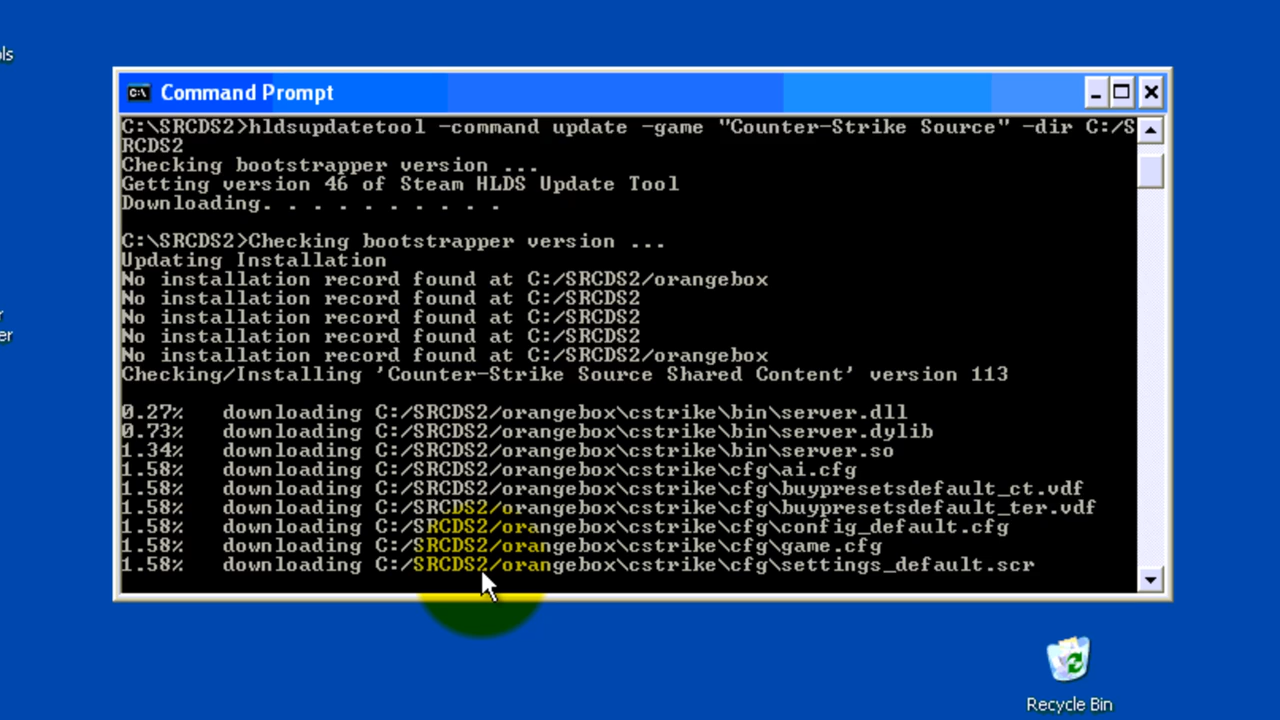 ols
Command Prompt
C:\SRCDS2>hldsupdatetool -command update -game "Counter-Strike Source" -dir C:/S
RCDS2
Checking bootstrapper version ...
Getting version 46 of Steam HLDS Update Tool
Downloading. . . . . . . . . .
C:\SRCDS2>Checking bootstrapper version ...
Updating Installation
No installation record found at C:/SRCDS2/orangebox
No installation record found at C:/SRCDS2
No installation record found at C:/SRCDS2
No installation record found at C:/SRCDS2
No installation record found at C:/SRCDS2/orangebox
Checking/Installing 'Counter-Strike Source Shared Content' version 113
0.27% downloading C:/SRCDS2/orangebox\cstrike\bin\server.dll
0.73% downloading C:/SRCDS2/orangebox\cstrike\bin\server.dylib
1.34% downloading C:/SRCDS2/orangebox\cstrike\bin\server.so
1.58% downloading C:/SRCDS2/orangebox\cstrike\cfg\ai.cfg
1.58% downloading C:/SRCDS2/orangebox\cstrike\cfg\buypresetsdefault_ct.vdf
1.58% downloading C:/SRCDS2/orangebox\cstrike\cfg\buypresetsdefault_ter.vdf
1.58% downloading C:/SRCDS2/orangebox\cstrike\cfg\config_default.cfg
1.58% downloading C:/SRCDS2/orangebox\cstrike\cfg\game.cfg
1.58% downloading C:/SRCDS2/orangebox\cstrike\cfg\settings_default.scr
r
er
Recycle Bin